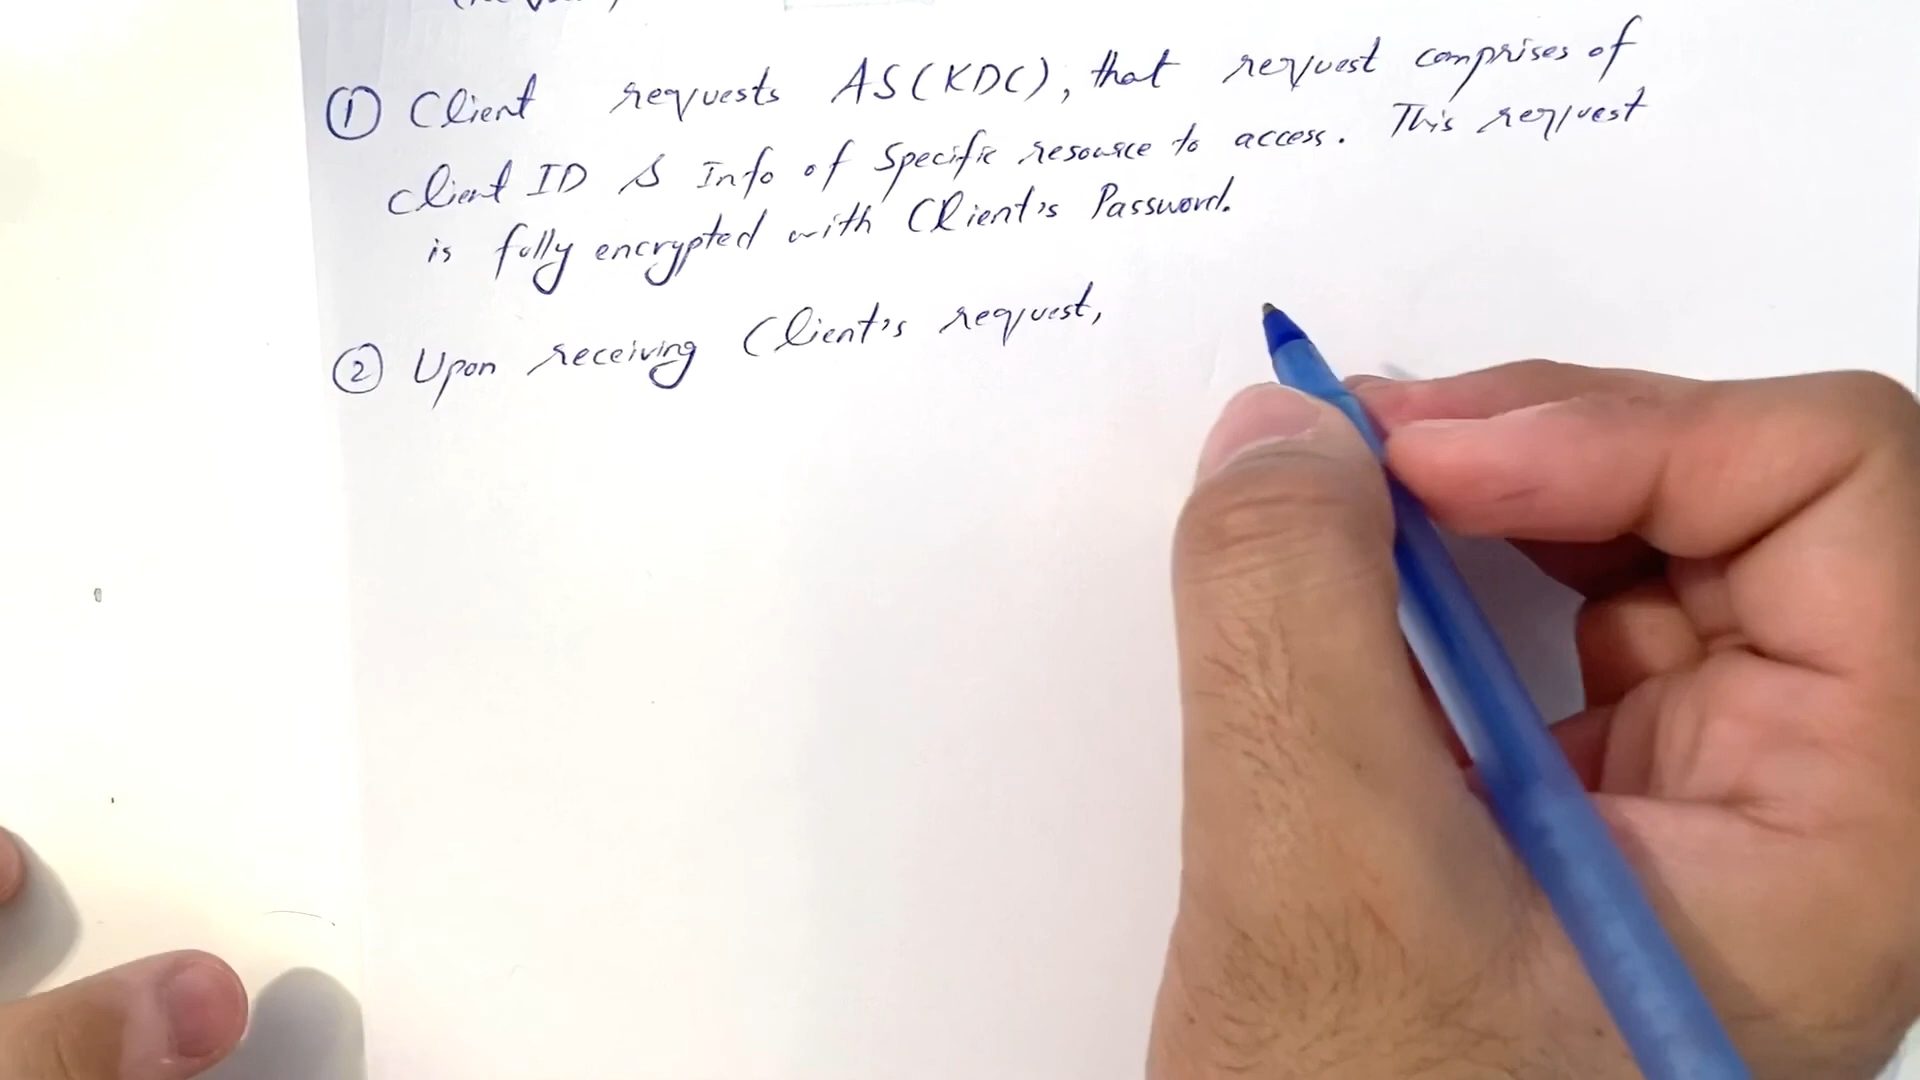 ① Client requests AS(KDC), that request comprises of
Client ID & Info of Specific resource to access. This request
is fully encrypted with Client's Password.
② Upon receiving Client's request,